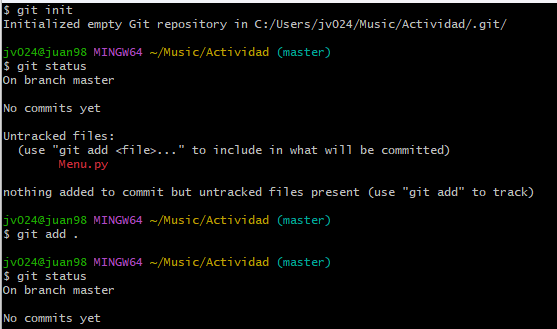 $ git init
Initialized empty Git repository in C:/Users/jv024/Music/Actividad/.git/
jv024@juan98 MINGW64 ~/Music/Actividad (master)
$ git status
On branch master
No commits yet
Untracked files:
(use "git add <file>..." to include in what will be committed)
Menu.py
nothing added to commit but untracked files present (use "git add" to track)
jv024@juan98 MINGW64 ~/Music/Actividad (master)
$ git add .
jv024@juan98 MINGW64 ~/Music/Actividad (master)
$ git status
On branch master
No commits yet